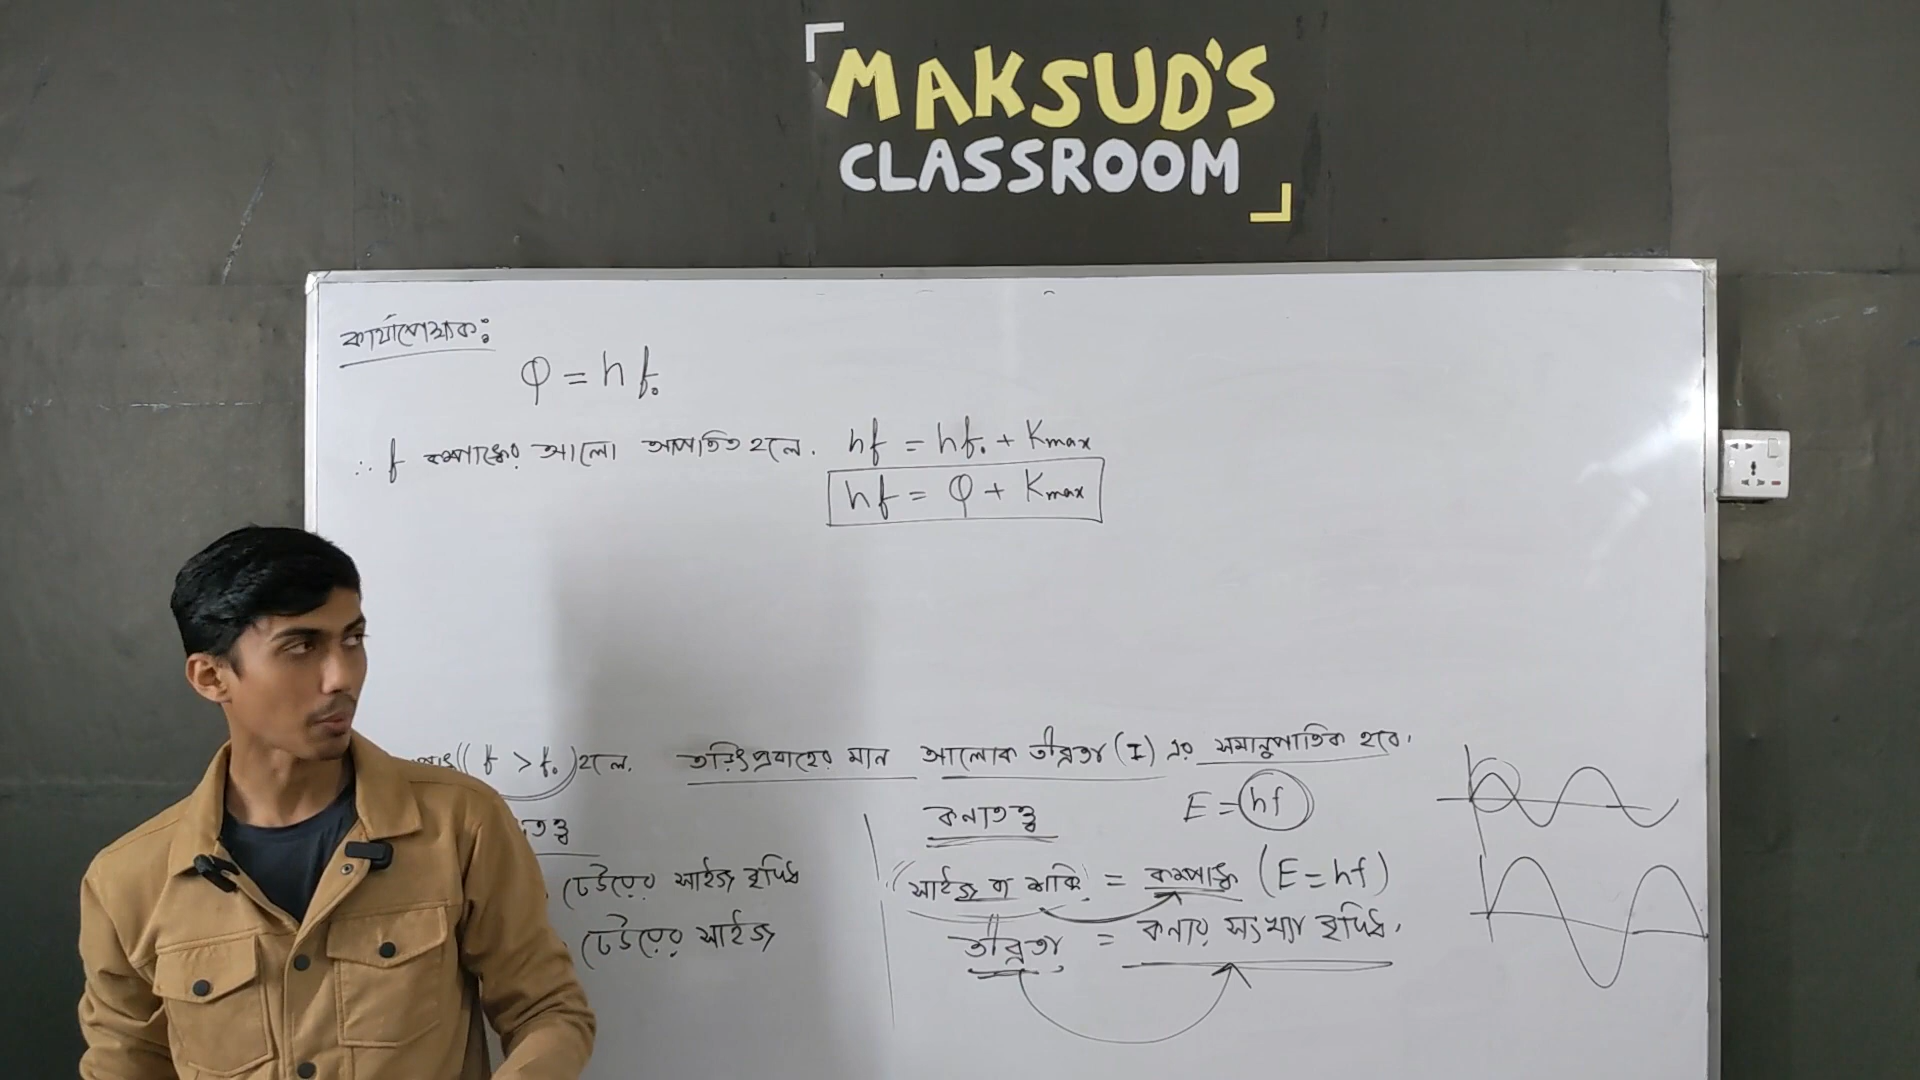 MAKSUD'S
CLASSROOM
কার্যাপেক্ষক:
φ = hf₀
∴ f কম্পাঙ্কের আলো আপতিত হলে. hf = hf₀ + Kmax
hf = φ + Kmax
(f > f₀) হলে. তড়িৎপ্রবাহের মান আলোক তীব্রতা (I) এর সমানুপাতিক হবে।
কনাতত্ত্ব E = hf
ঢেউয়ের সাইজ বৃদ্ধি
সাইজ বা শক্তি = কম্পাঙ্ক (E = hf)
ঢেউয়ের সাইজ
তীব্রতা = কনার সংখ্যা বৃদ্ধি.